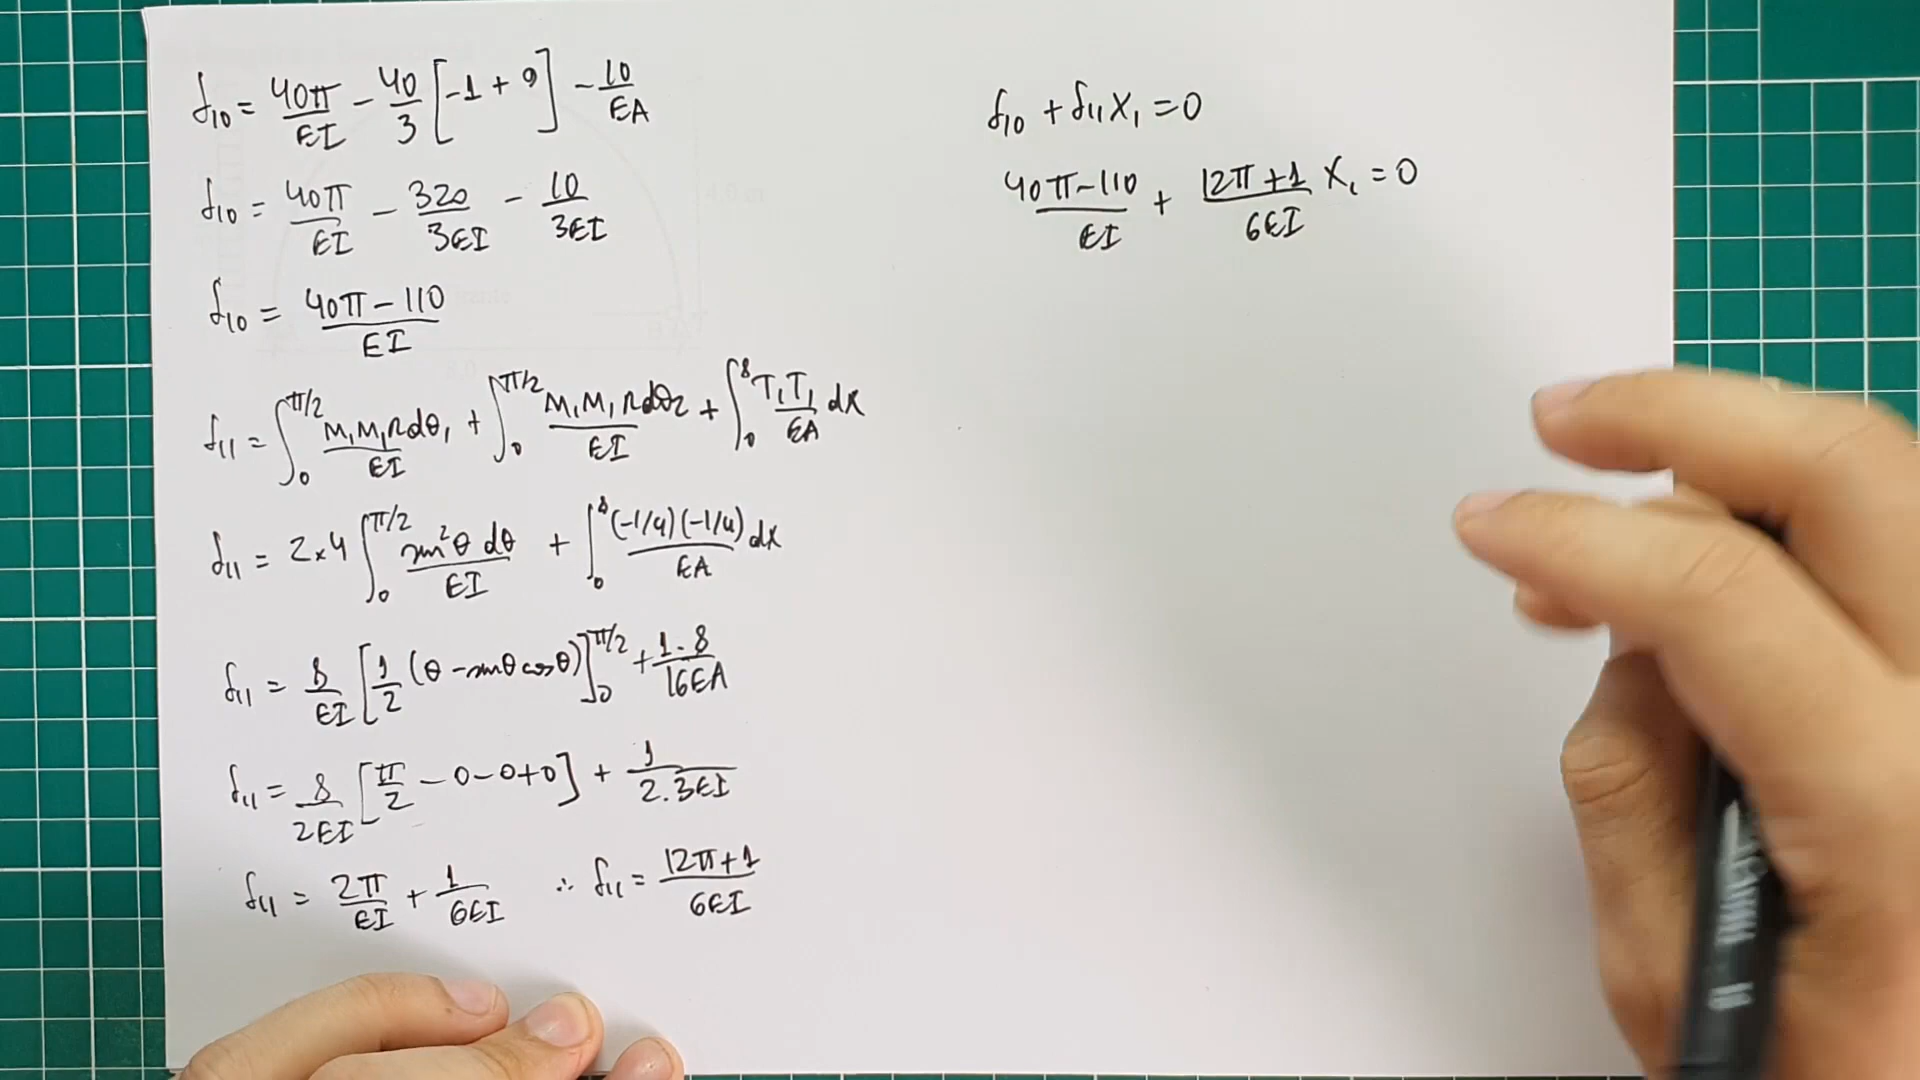 δ₁₀ = 40π/EI − 40/3 [−1 + 9] − 10/EA
δ₁₀ = 40π/EI − 320/3EI − 10/3EI
δ₁₀ = (40π − 110)/EI
δ₁₁ = ∫₀^π/2 M₁M₁Rdθ₁/EI + ∫₀^π/2 M₁M₁Rdθ₂/EI + ∫₀^8 T₁T₁/EA dx
δ₁₁ = 2×4 ∫₀^π/2 sen²θ dθ/EI + ∫₀^8 (−1/4)(−1/4)/EA dx
δ₁₁ = 8/EI [1/2 (θ − senθ cosθ)]₀^π/2 + 1·8/16EA
δ₁₁ = 8/2EI [π/2 − 0 − 0 + 0] + 1/2·3EI
δ₁₁ = 2π/EI + 1/6EI ∴ δ₁₁ = (12π + 1)/6EI
δ₁₀ + δ₁₁X₁ = 0
(40π − 110)/EI + (12π + 1)/6EI X₁ = 0